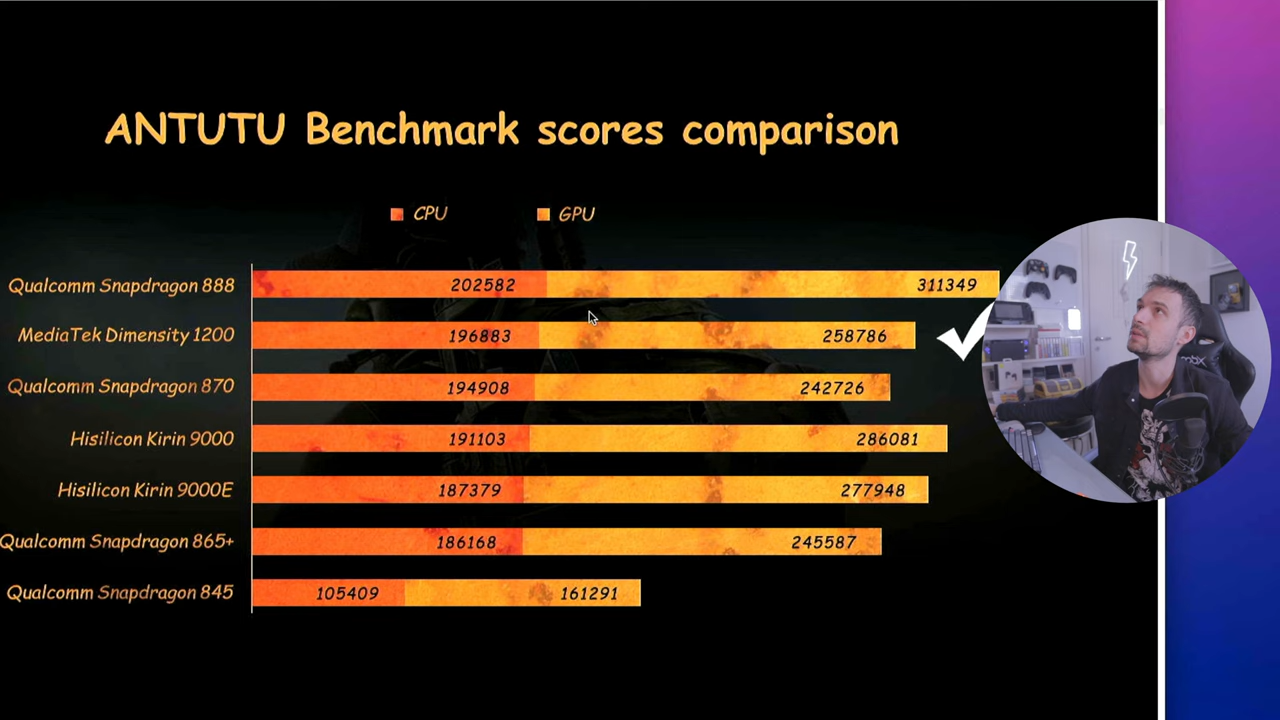 ANTUTU Benchmark scores comparison
CPU GPU
Qualcomm Snapdragon 888 202582 311349
MediaTek Dimensity 1200 196883 258786
Qualcomm Snapdragon 870 194908 242726
Hisilicon Kirin 9000 191103 286081
Hisilicon Kirin 9000E 187379 277948
Qualcomm Snapdragon 865+ 186168 245587
Qualcomm Snapdragon 845 105409 161291